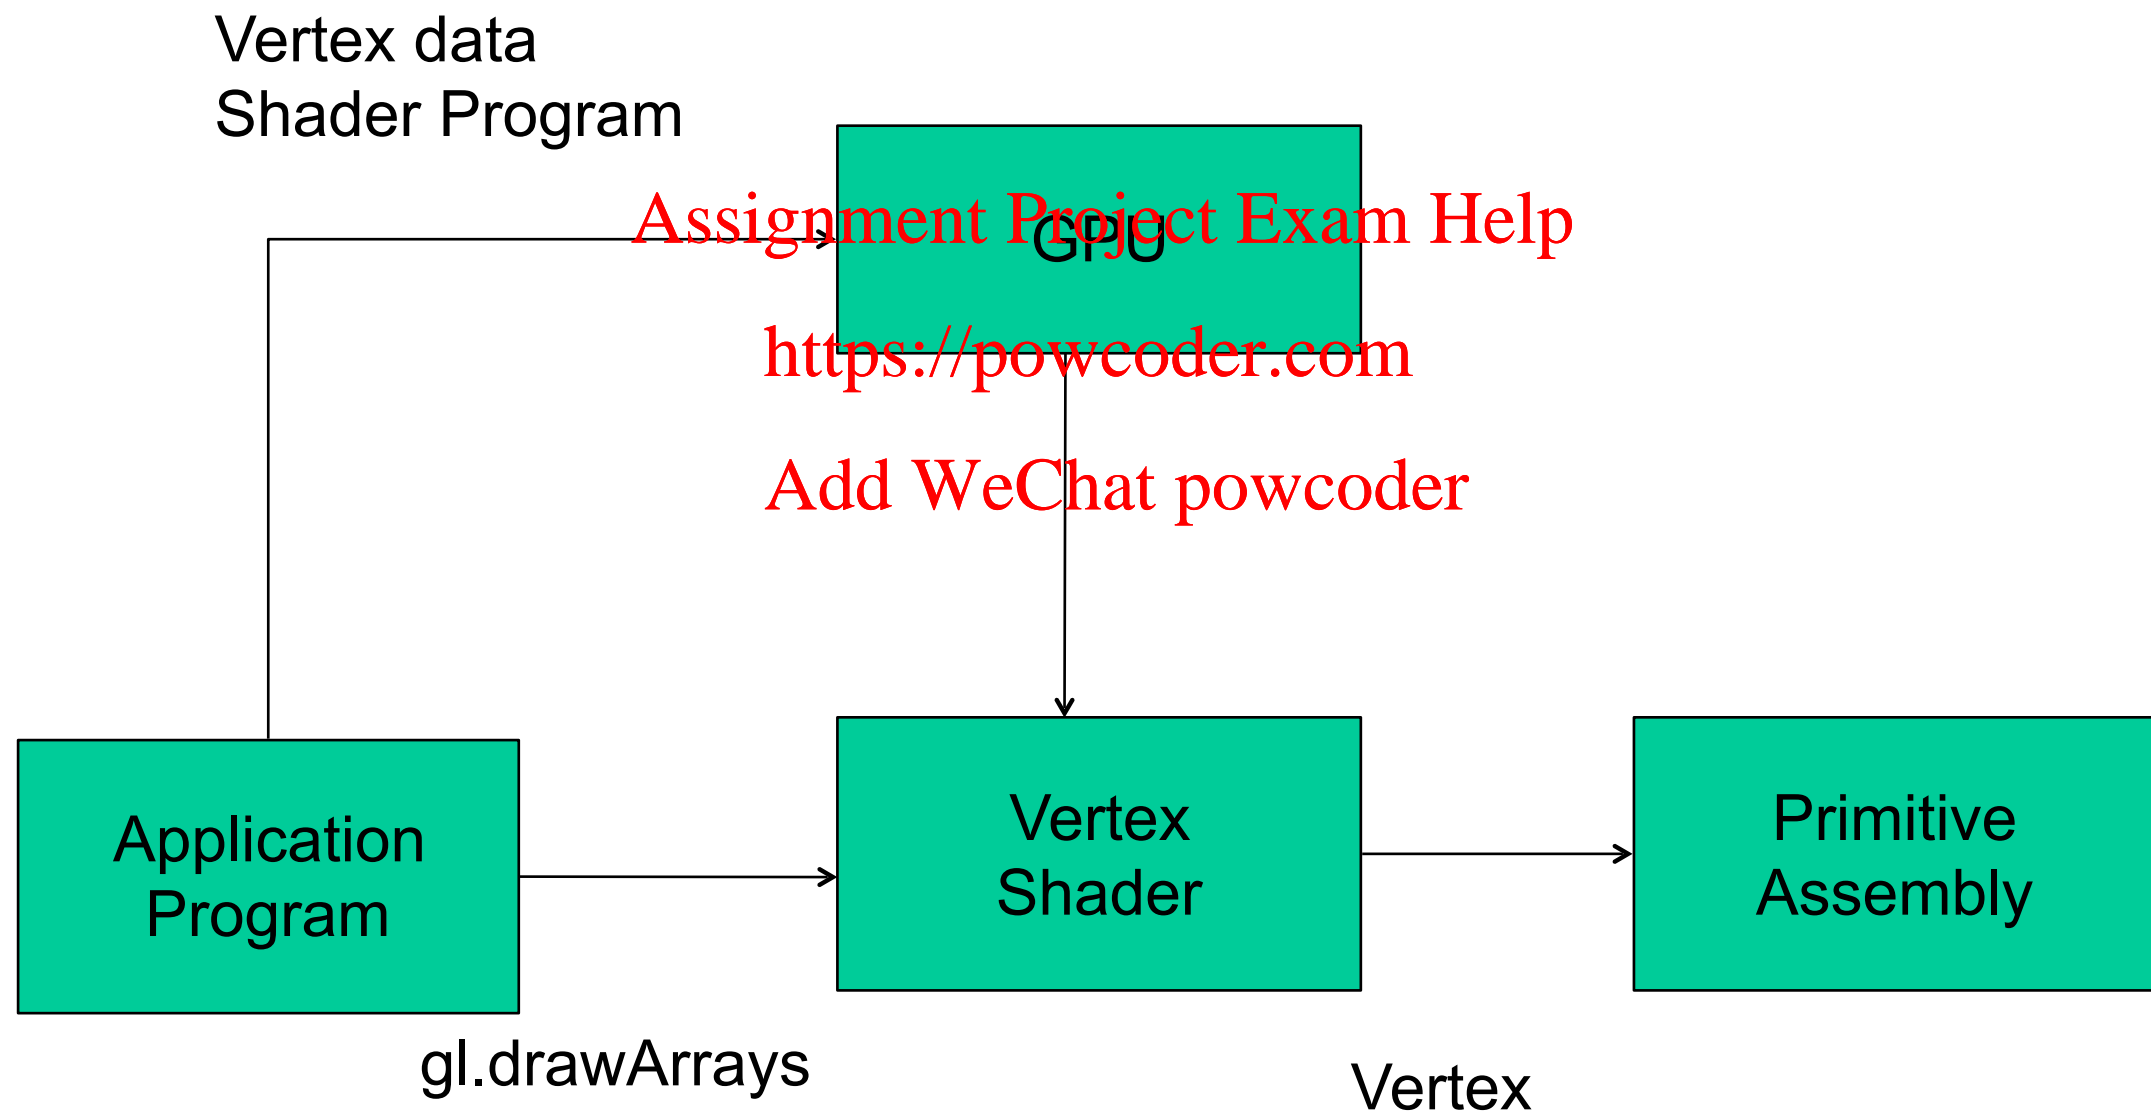 Vertex data
Shader Program
GPU
Assignment Project Exam Help
https://powcoder.com
Add WeChat powcoder
Application
Program
Vertex
Shader
Primitive
Assembly
gl.drawArrays
Vertex